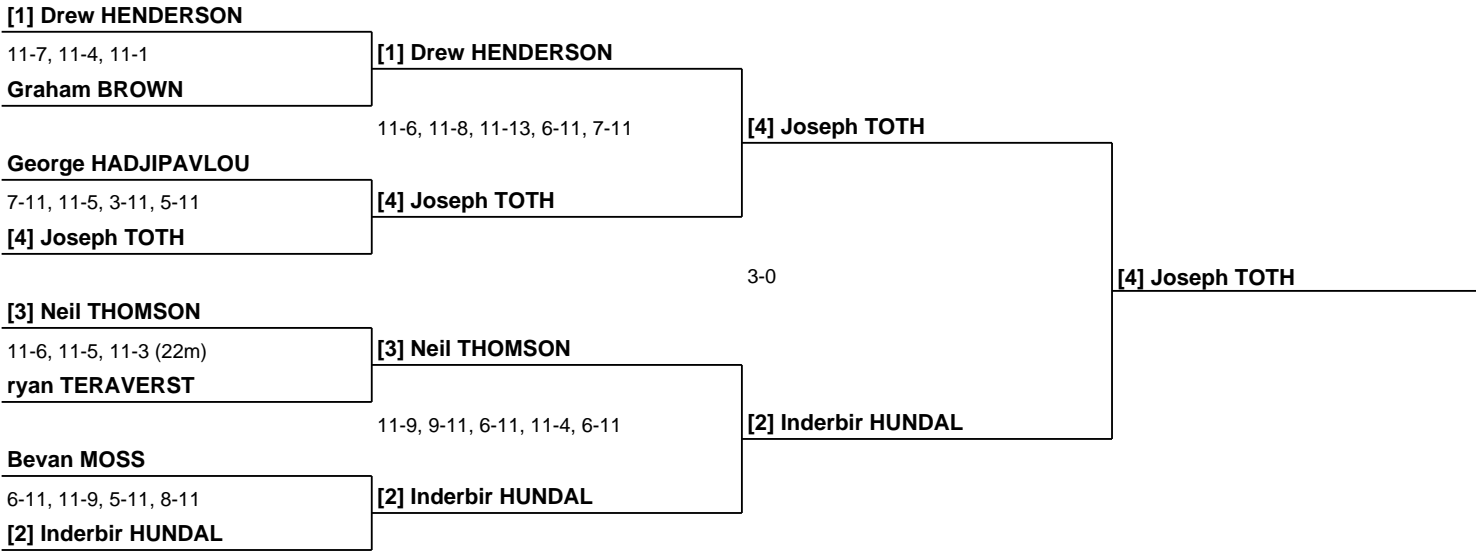 [1] Drew HENDERSON
11-7, 11-4, 11-1
[1] Drew HENDERSON
Graham BROWN
11-6, 11-8, 11-13, 6-11, 7-11
[4] Joseph TOTH
George HADJIPAVLOU
7-11, 11-5, 3-11, 5-11
[4] Joseph TOTH
[4] Joseph TOTH
3-0
[4] Joseph TOTH
[3] Neil THOMSON
11-6, 11-5, 11-3 (22m)
[3] Neil THOMSON
ryan TERAVERST
11-9, 9-11, 6-11, 11-4, 6-11
[2] Inderbir HUNDAL
Bevan MOSS
6-11, 11-9, 5-11, 8-11
[2] Inderbir HUNDAL
[2] Inderbir HUNDAL